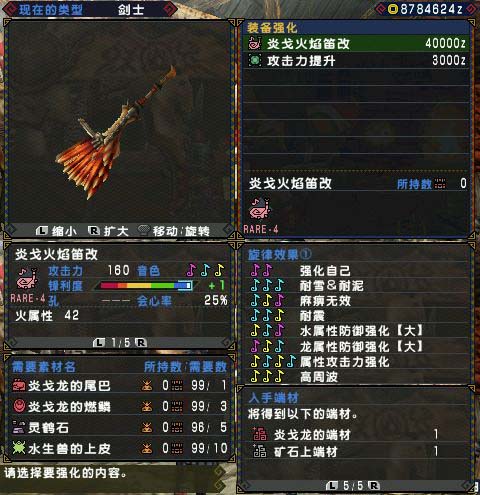 现在的类型 剑士
8784624z
装备强化
炎戈火焰笛改 40000z
攻击力提升 3000z
炎戈火焰笛改 所持数 0
RARE-4
L 缩小 R 扩大 移动/旋转
炎戈火焰笛改
攻击力 160 音色
锋利度 +1
RARE-4 孔 --- 会心率 25%
火属性 42
L 1/5 R
旋律效果①
强化自己
耐雪&耐泥
麻痹无效
耐震
水属性防御强化【大】
龙属性防御强化【大】
属性攻击力强化
高周波
需要素材名 所持数/需要数
炎戈龙的尾巴 0 99/ 1
炎戈龙的燃鳞 0 99/ 3
灵鹤石 0 96/ 5
水生兽的上皮 0 99/10
入手端材
将得到以下的端材。
炎戈龙的端材 1
矿石上端材 1
L 5/5 R
请选择要强化的内容。